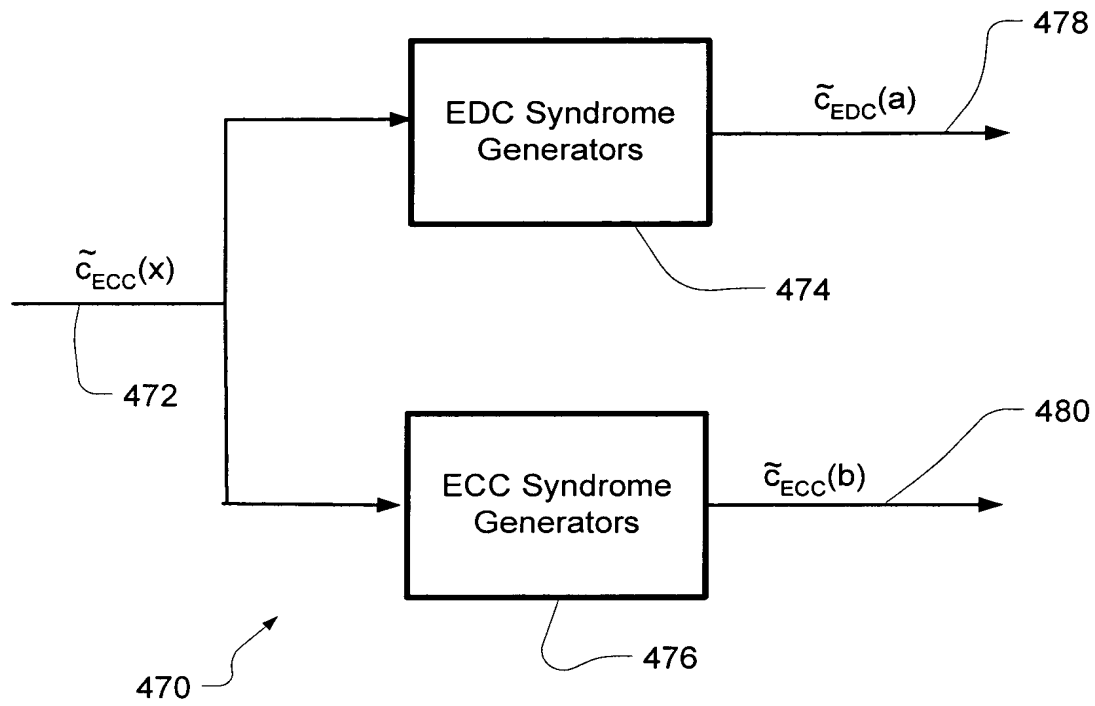 478
EDC Syndrome
Generators
c̃EDC(a)
c̃ECC(x)
474
472
480
ECC Syndrome
Generators
c̃ECC(b)
476
470